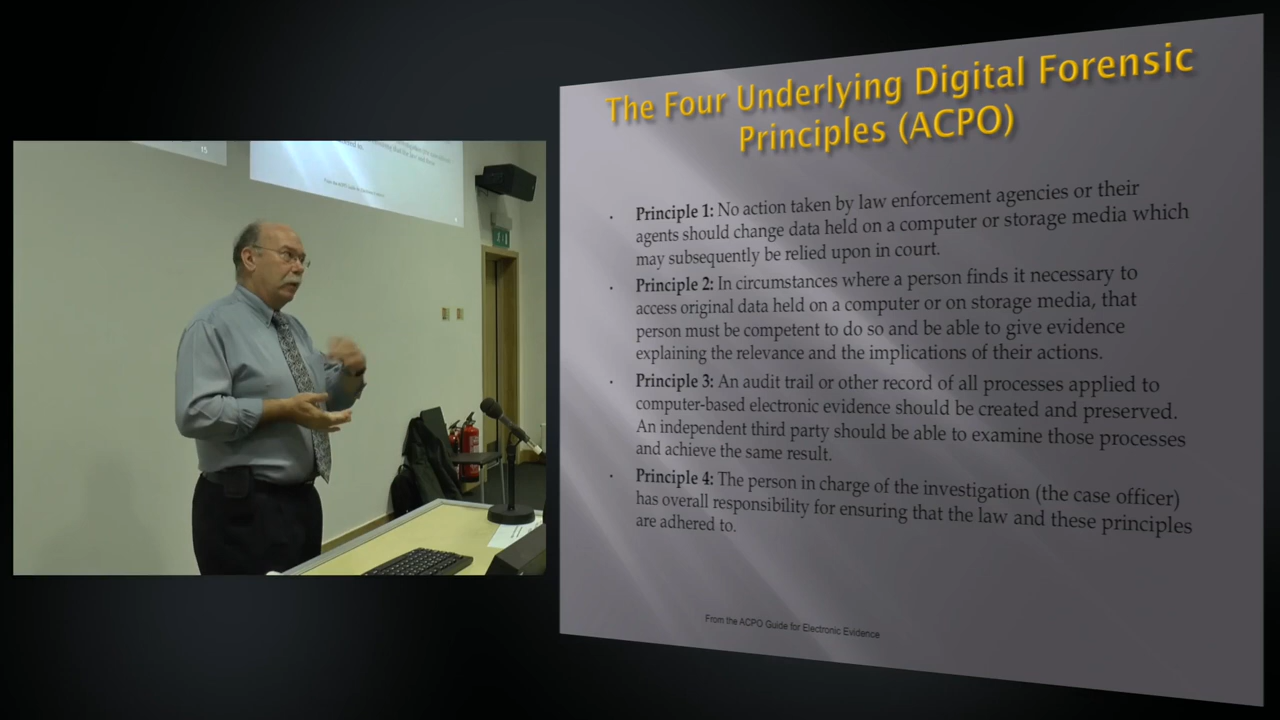 The Four Underlying Digital Forensic
Principles (ACPO)
. Principle 1: No action taken by law enforcement agencies or their
agents should change data held on a computer or storage media which
may subsequently be relied upon in court.
. Principle 2: In circumstances where a person finds it necessary to
access original data held on a computer or on storage media, that
person must be competent to do so and be able to give evidence
explaining the relevance and the implications of their actions.
. Principle 3: An audit trail or other record of all processes applied to
computer-based electronic evidence should be created and preserved.
An independent third party should be able to examine those processes
and achieve the same result.
. Principle 4: The person in charge of the investigation (the case officer)
has overall responsibility for ensuring that the law and these principles
are adhered to.
From the ACPO Guide for Electronic Evidence
15